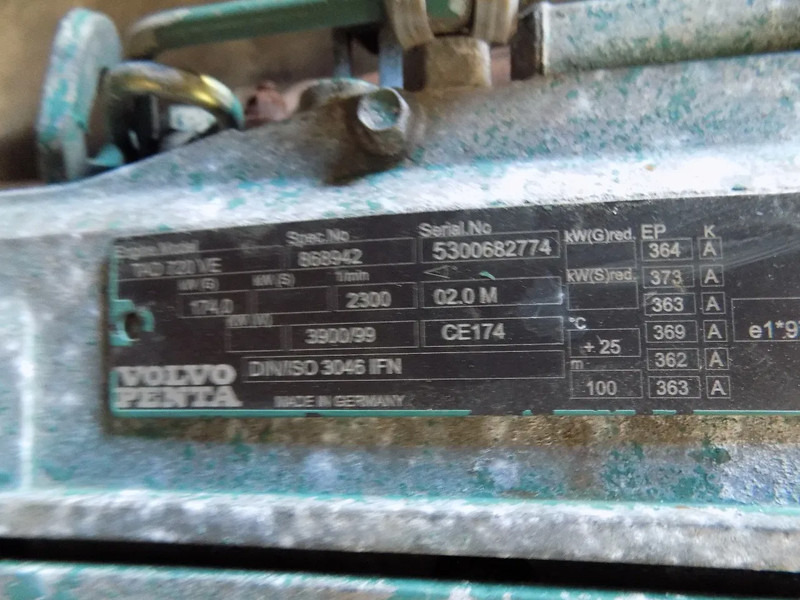 Engine Model Spec.No Serial.No kW(G)red. EP K
TAD 720 VE 868942 5300682774 364 A
kW (G) kW (S) 1/min kW(S)red. 373 A
174,0 2300 02.0 M 363 A
3900/99 CE174 °C 369 A e1*9
+ 25
VOLVO DIN/ISO 3046 IFN m 362 A
PENTA MADE IN GERMANY 100 363 A